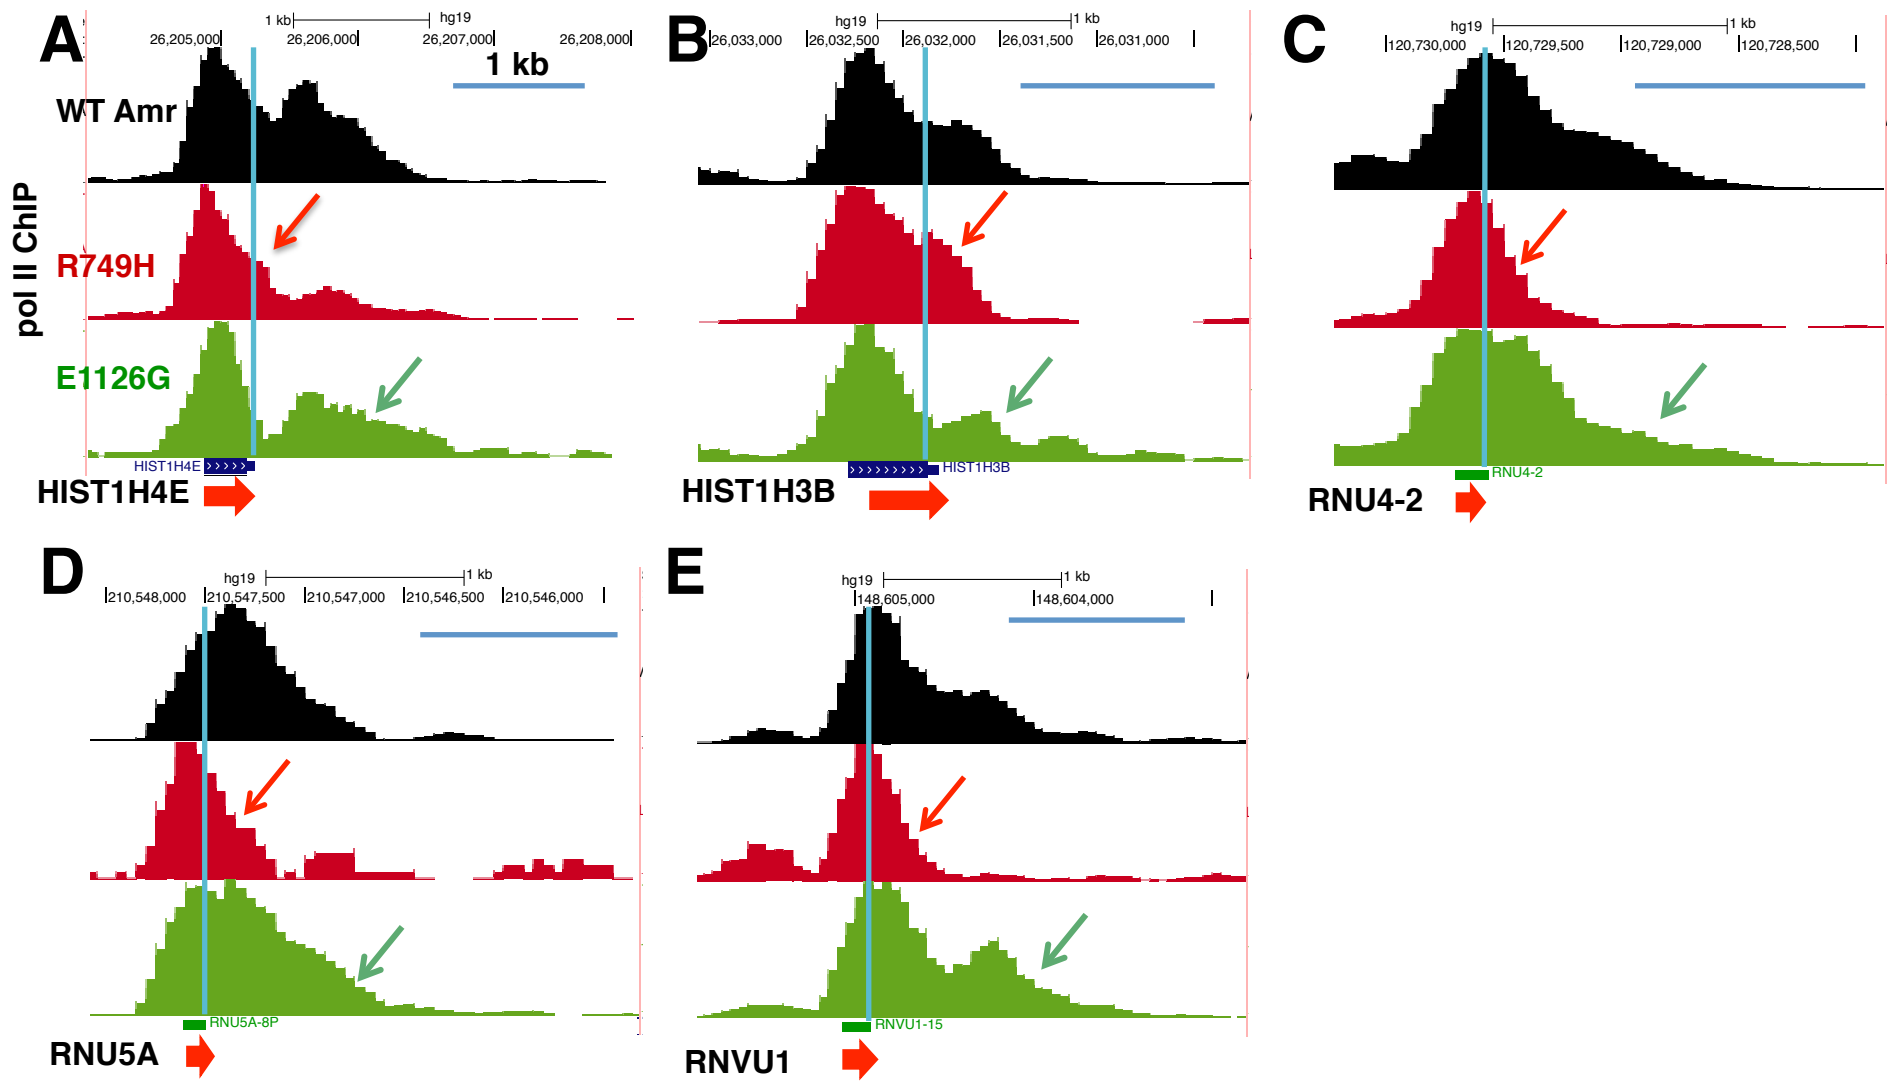 A
1 kb hg19
26,205,000 26,206,000 26,207,000 26,208,000
1 kb
WT Amr
R749H
E1126G
pol II ChIP
HIST1H4E
HIST1H4E
B
hg19 1 kb
26,033,000 26,032,500 26,032,000 26,031,500 26,031,000
HIST1H3B
HIST1H3B
C
hg19 1 kb
120,730,000 120,729,500 120,729,000 120,728,500
RNU4-2
RNU4-2
D
hg19 1 kb
210,548,000 210,547,500 210,547,000 210,546,500 210,546,000
RNU5A-8P
RNU5A
E
hg19 1 kb
148,605,000 148,604,000
RNVU1-15
RNVU1